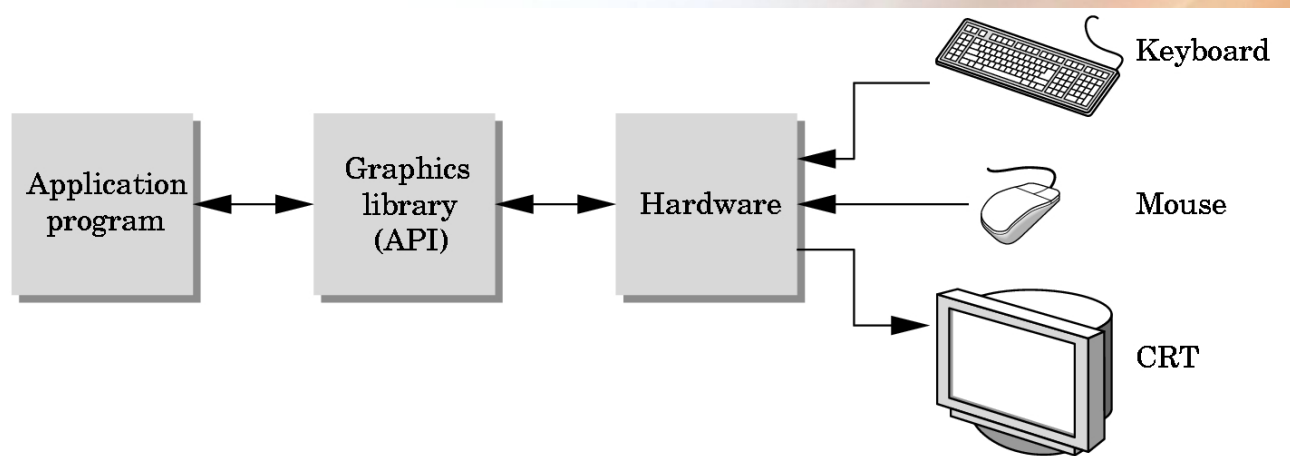 Application
program
Graphics
library
(API)
Hardware
Keyboard
Mouse
CRT